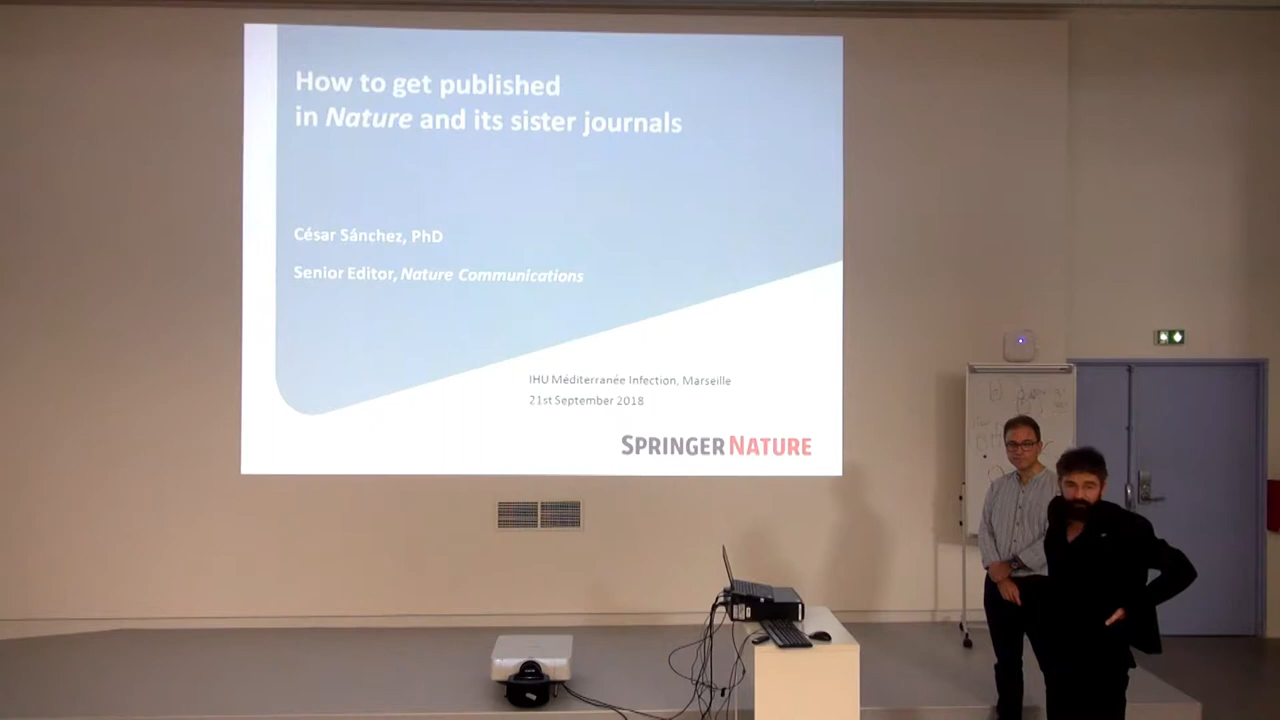 How to get published
in Nature and its sister journals
César Sánchez, PhD
Senior Editor, Nature Communications
IHU Méditerranée Infection, Marseille
21st September 2018
SPRINGER NATURE